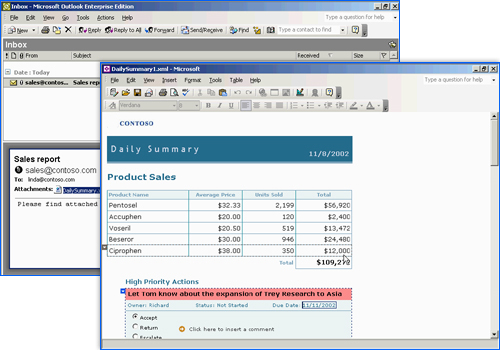 Inbox - Microsoft Outlook Enterprise Edition
File Edit View Go Tools Actions Help
Type a question for help
New Reply Reply to All Forward Send/Receive Find Type a contact to find
Inbox
From Subject Received Size
Date: Today
sales@contoso... Sales repo
Sales report
sales@contoso.com
To: linda@contoso.com
Attachments: DailySummary
Please find attached
DailySummary1.xml - Microsoft
File Edit View Insert Format Tools Table Help
Type a question for help
Verdana
CONTOSO
Daily Summary
11/8/2002
Product Sales
Product Name Average Price Units Sold Total
Pentosel $32.33 2,199 $56,920
Accuphen $20.00 120 $2,400
Voseril $20.50 519 $13,472
Beseror $30.00 946 $24,480
Ciprophen $38.00 350 $12,000
Total $109,272
High Priority Actions
Let Tom know about the expansion of Trey Research to Asia
Owner: Richard Status: Not Started Due Date: 11/11/2002
Accept
Return
Click here to insert a comment
Escalate